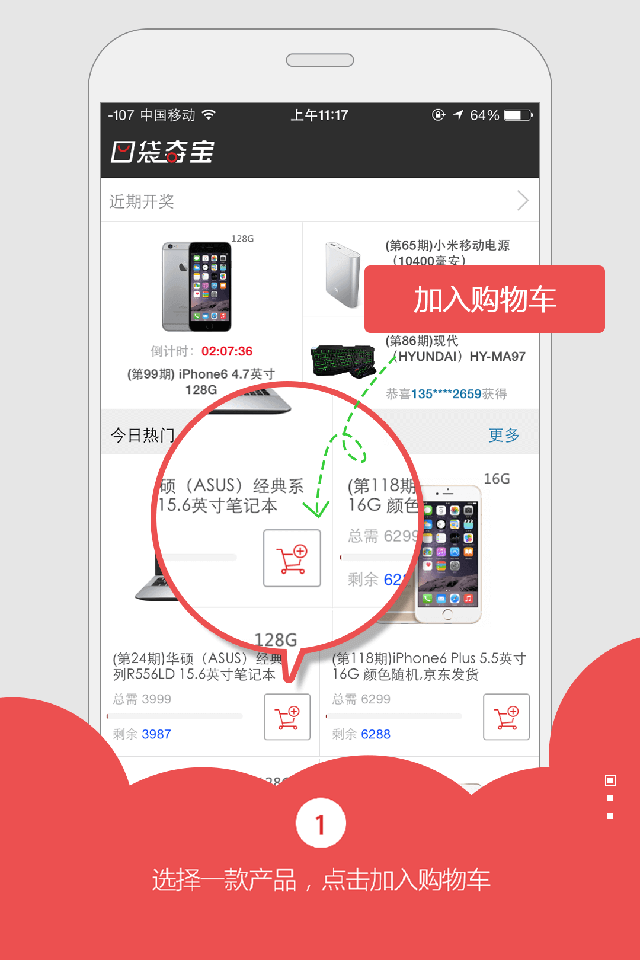 -107 中国移动 上午11:17 64%
口袋夺宝
近期开奖
128G
倒计时：02:07:36
(第99期) iPhone6 4.7英寸
128G
(第65期)小米移动电源
（10400毫安）
加入购物车
(第86期)现代
（HYUNDAI）HY-MA97
恭喜135****2659获得
今日热门
更多
硕（ASUS）经典系
15.6英寸笔记本
(第118期
16G 颜色
总需 6299
剩余 628
128G
16G
(第24期)华硕（ASUS）经典
列R556LD 15.6英寸笔记本
总需 3999
剩余 3987
(第118期)iPhone6 Plus 5.5英寸
16G 颜色随机,京东发货
总需 6299
剩余 6288
128G
1
选择一款产品，点击加入购物车